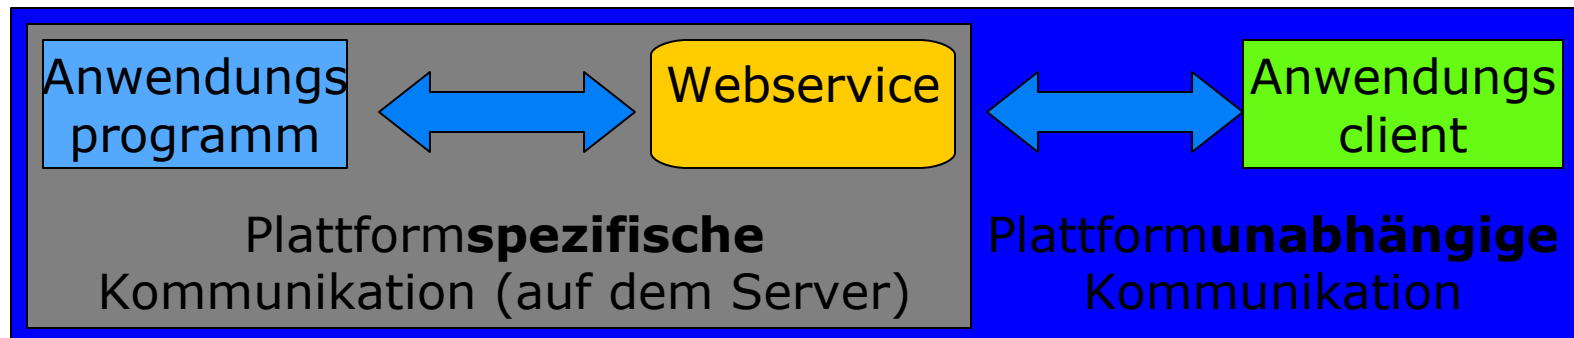 Anwendungs
programm
Webservice
Anwendungs
client
Plattformspezifische
Kommunikation (auf dem Server)
Plattformunabhängige
Kommunikation